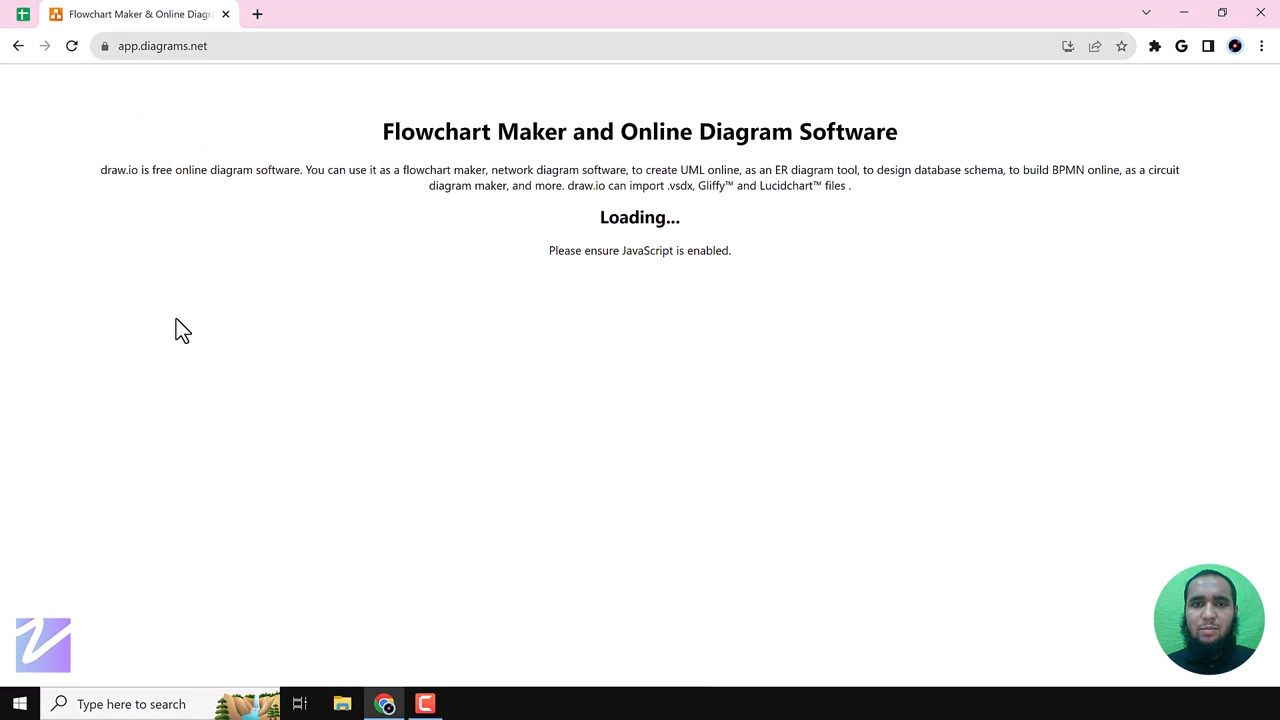 Flowchart Maker & Online Diagr
app.diagrams.net
Flowchart Maker and Online Diagram Software
draw.io is free online diagram software. You can use it as a flowchart maker, network diagram software, to create UML online, as an ER diagram tool, to design database schema, to build BPMN online, as a circuit
diagram maker, and more. draw.io can import .vsdx, Gliffy™ and Lucidchart™ files .
Loading...
Please ensure JavaScript is enabled.
Type here to search